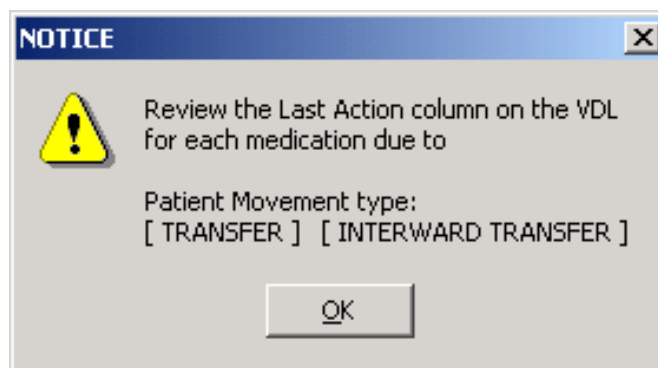 NOTICE
Review the Last Action column on the VDL
for each medication due to
Patient Movement type:
[ TRANSFER ] [ INTERWARD TRANSFER ]
OK